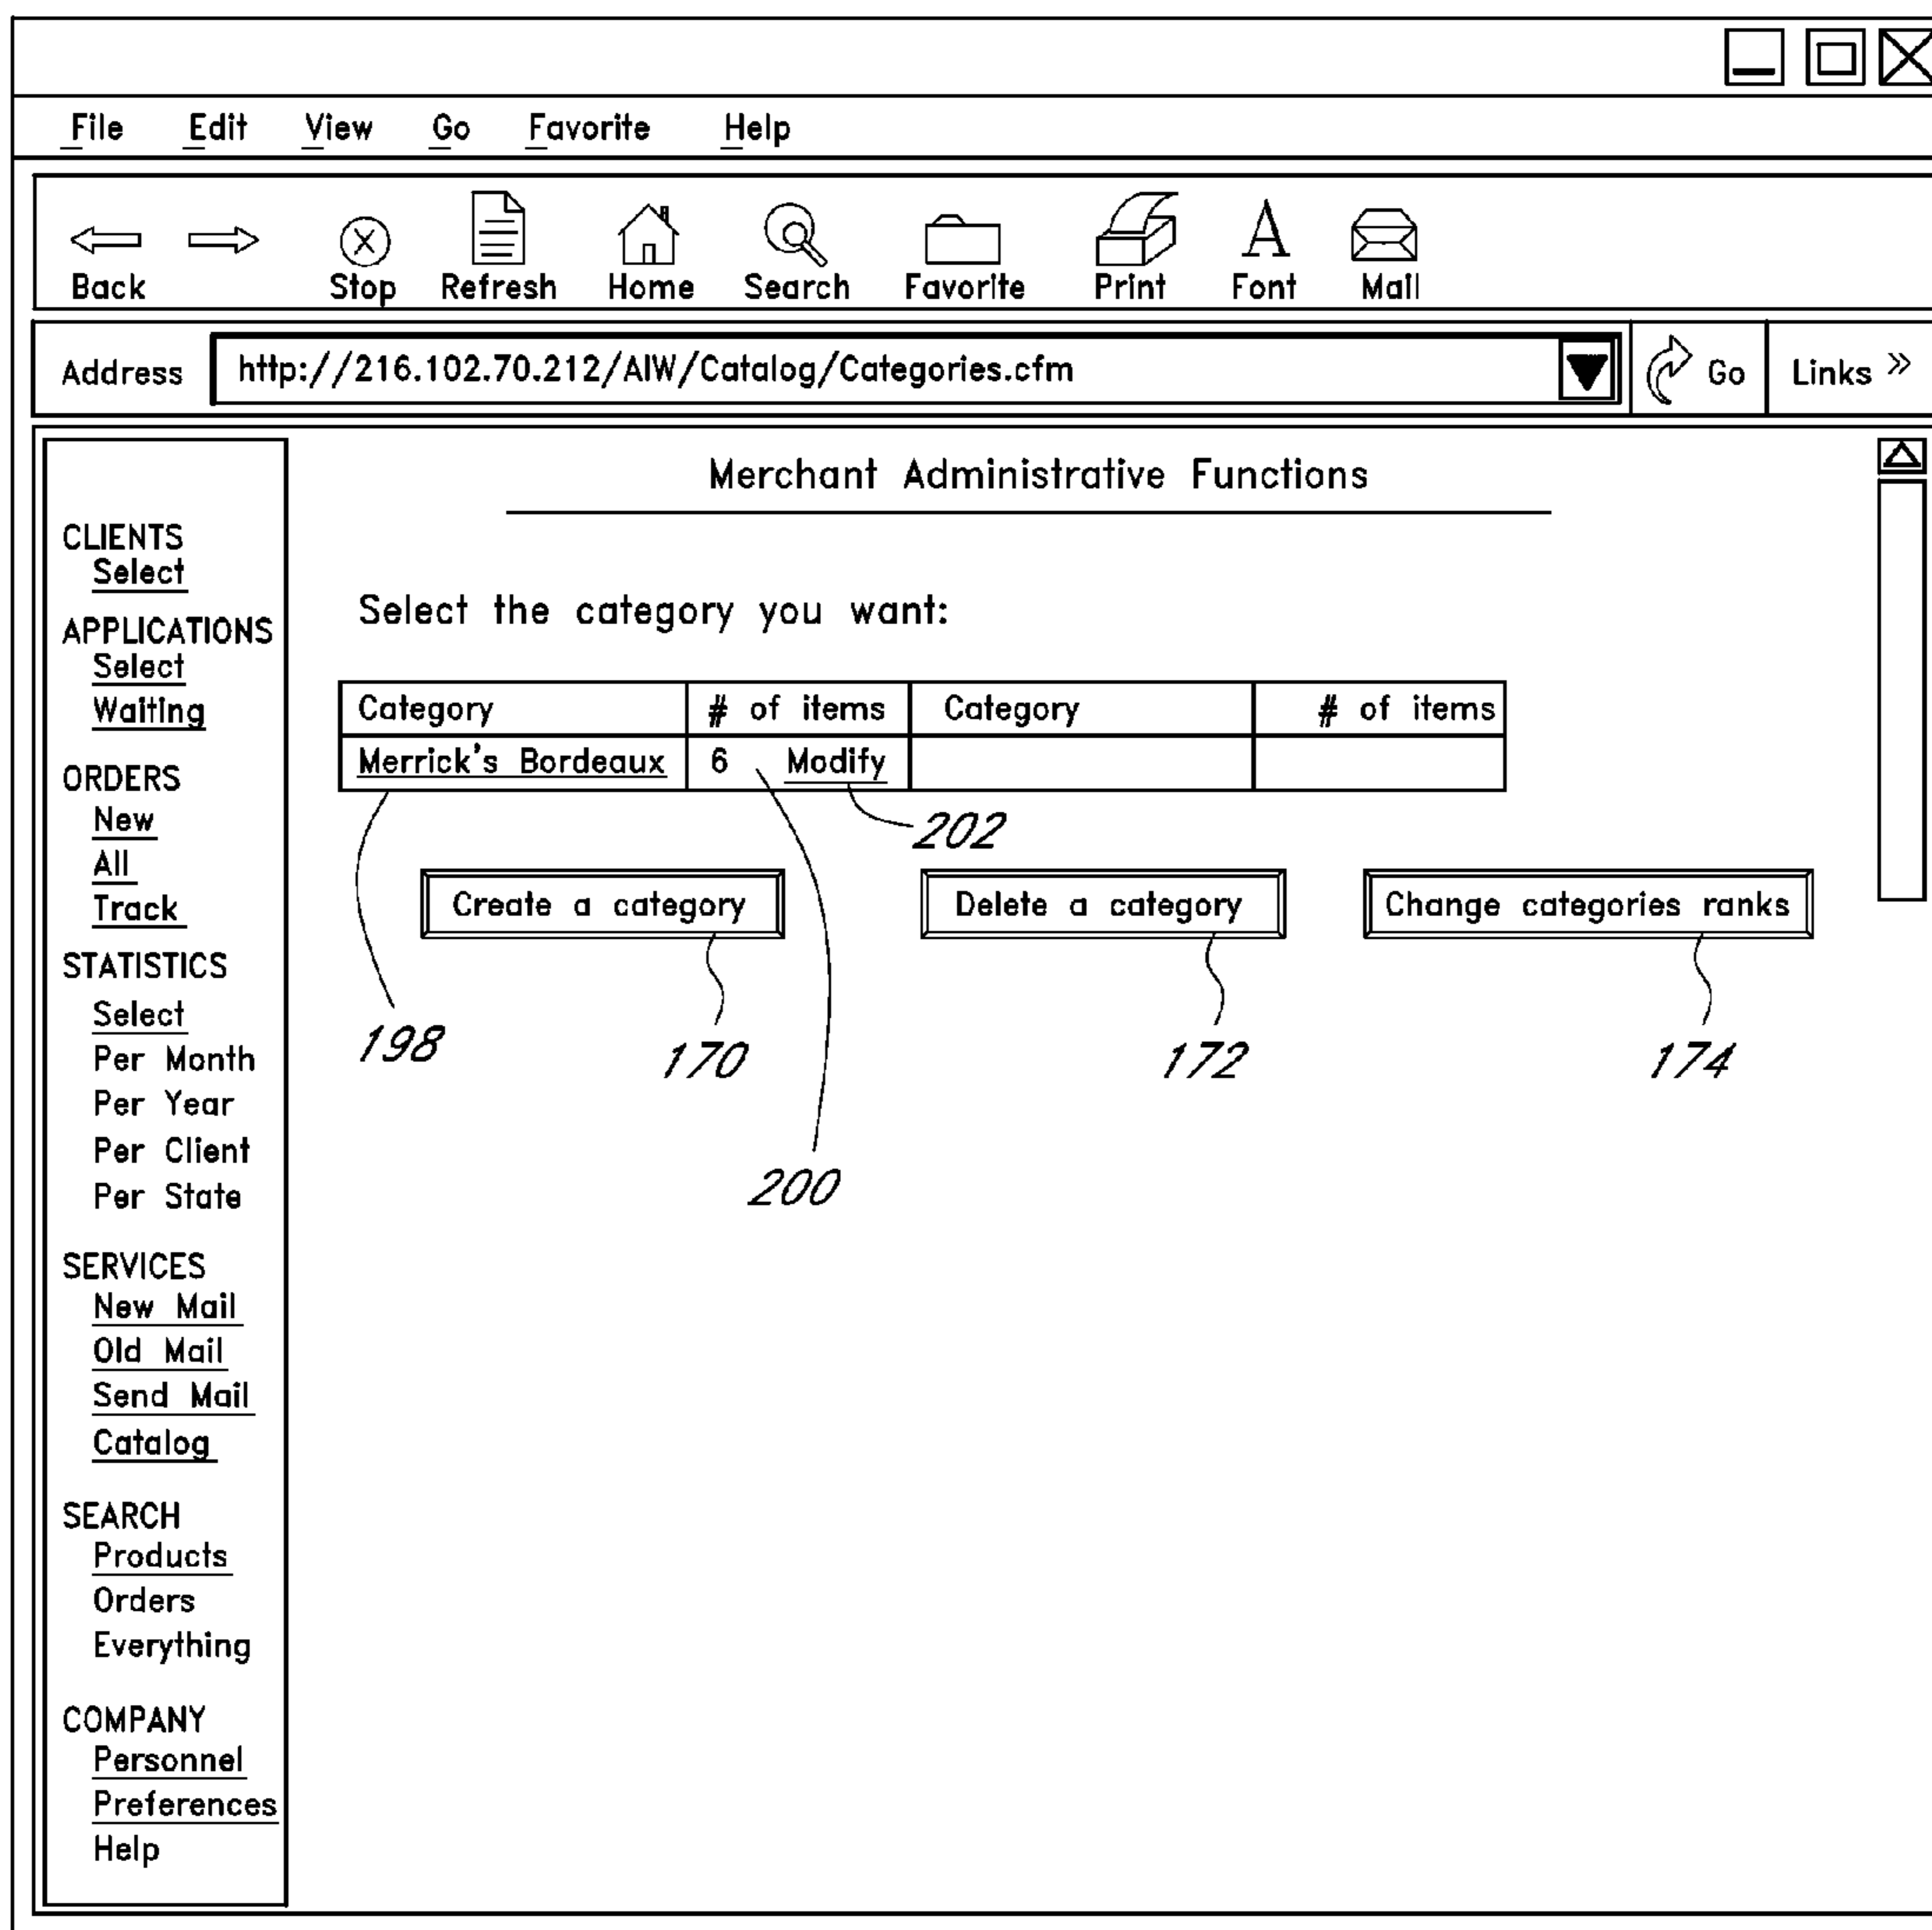 File Edit View Go Favorite Help
Back Stop Refresh Home Search Favorite Print Font Mail
Address http://216.102.70.212/AIW/Catalog/Categories.cfm Go Links »
CLIENTS
Select
APPLICATIONS
Select
Waiting
ORDERS
New
All
Track
STATISTICS
Select
Per Month
Per Year
Per Client
Per State
SERVICES
New Mail
Old Mail
Send Mail
Catalog
SEARCH
Products
Orders
Everything
COMPANY
Personnel
Preferences
Help
Merchant Administrative Functions
Select the category you want:
Category # of items Category # of items
Merrick's Bordeaux 6 Modify
202
Create a category Delete a category Change categories ranks
198 170 172 174
200